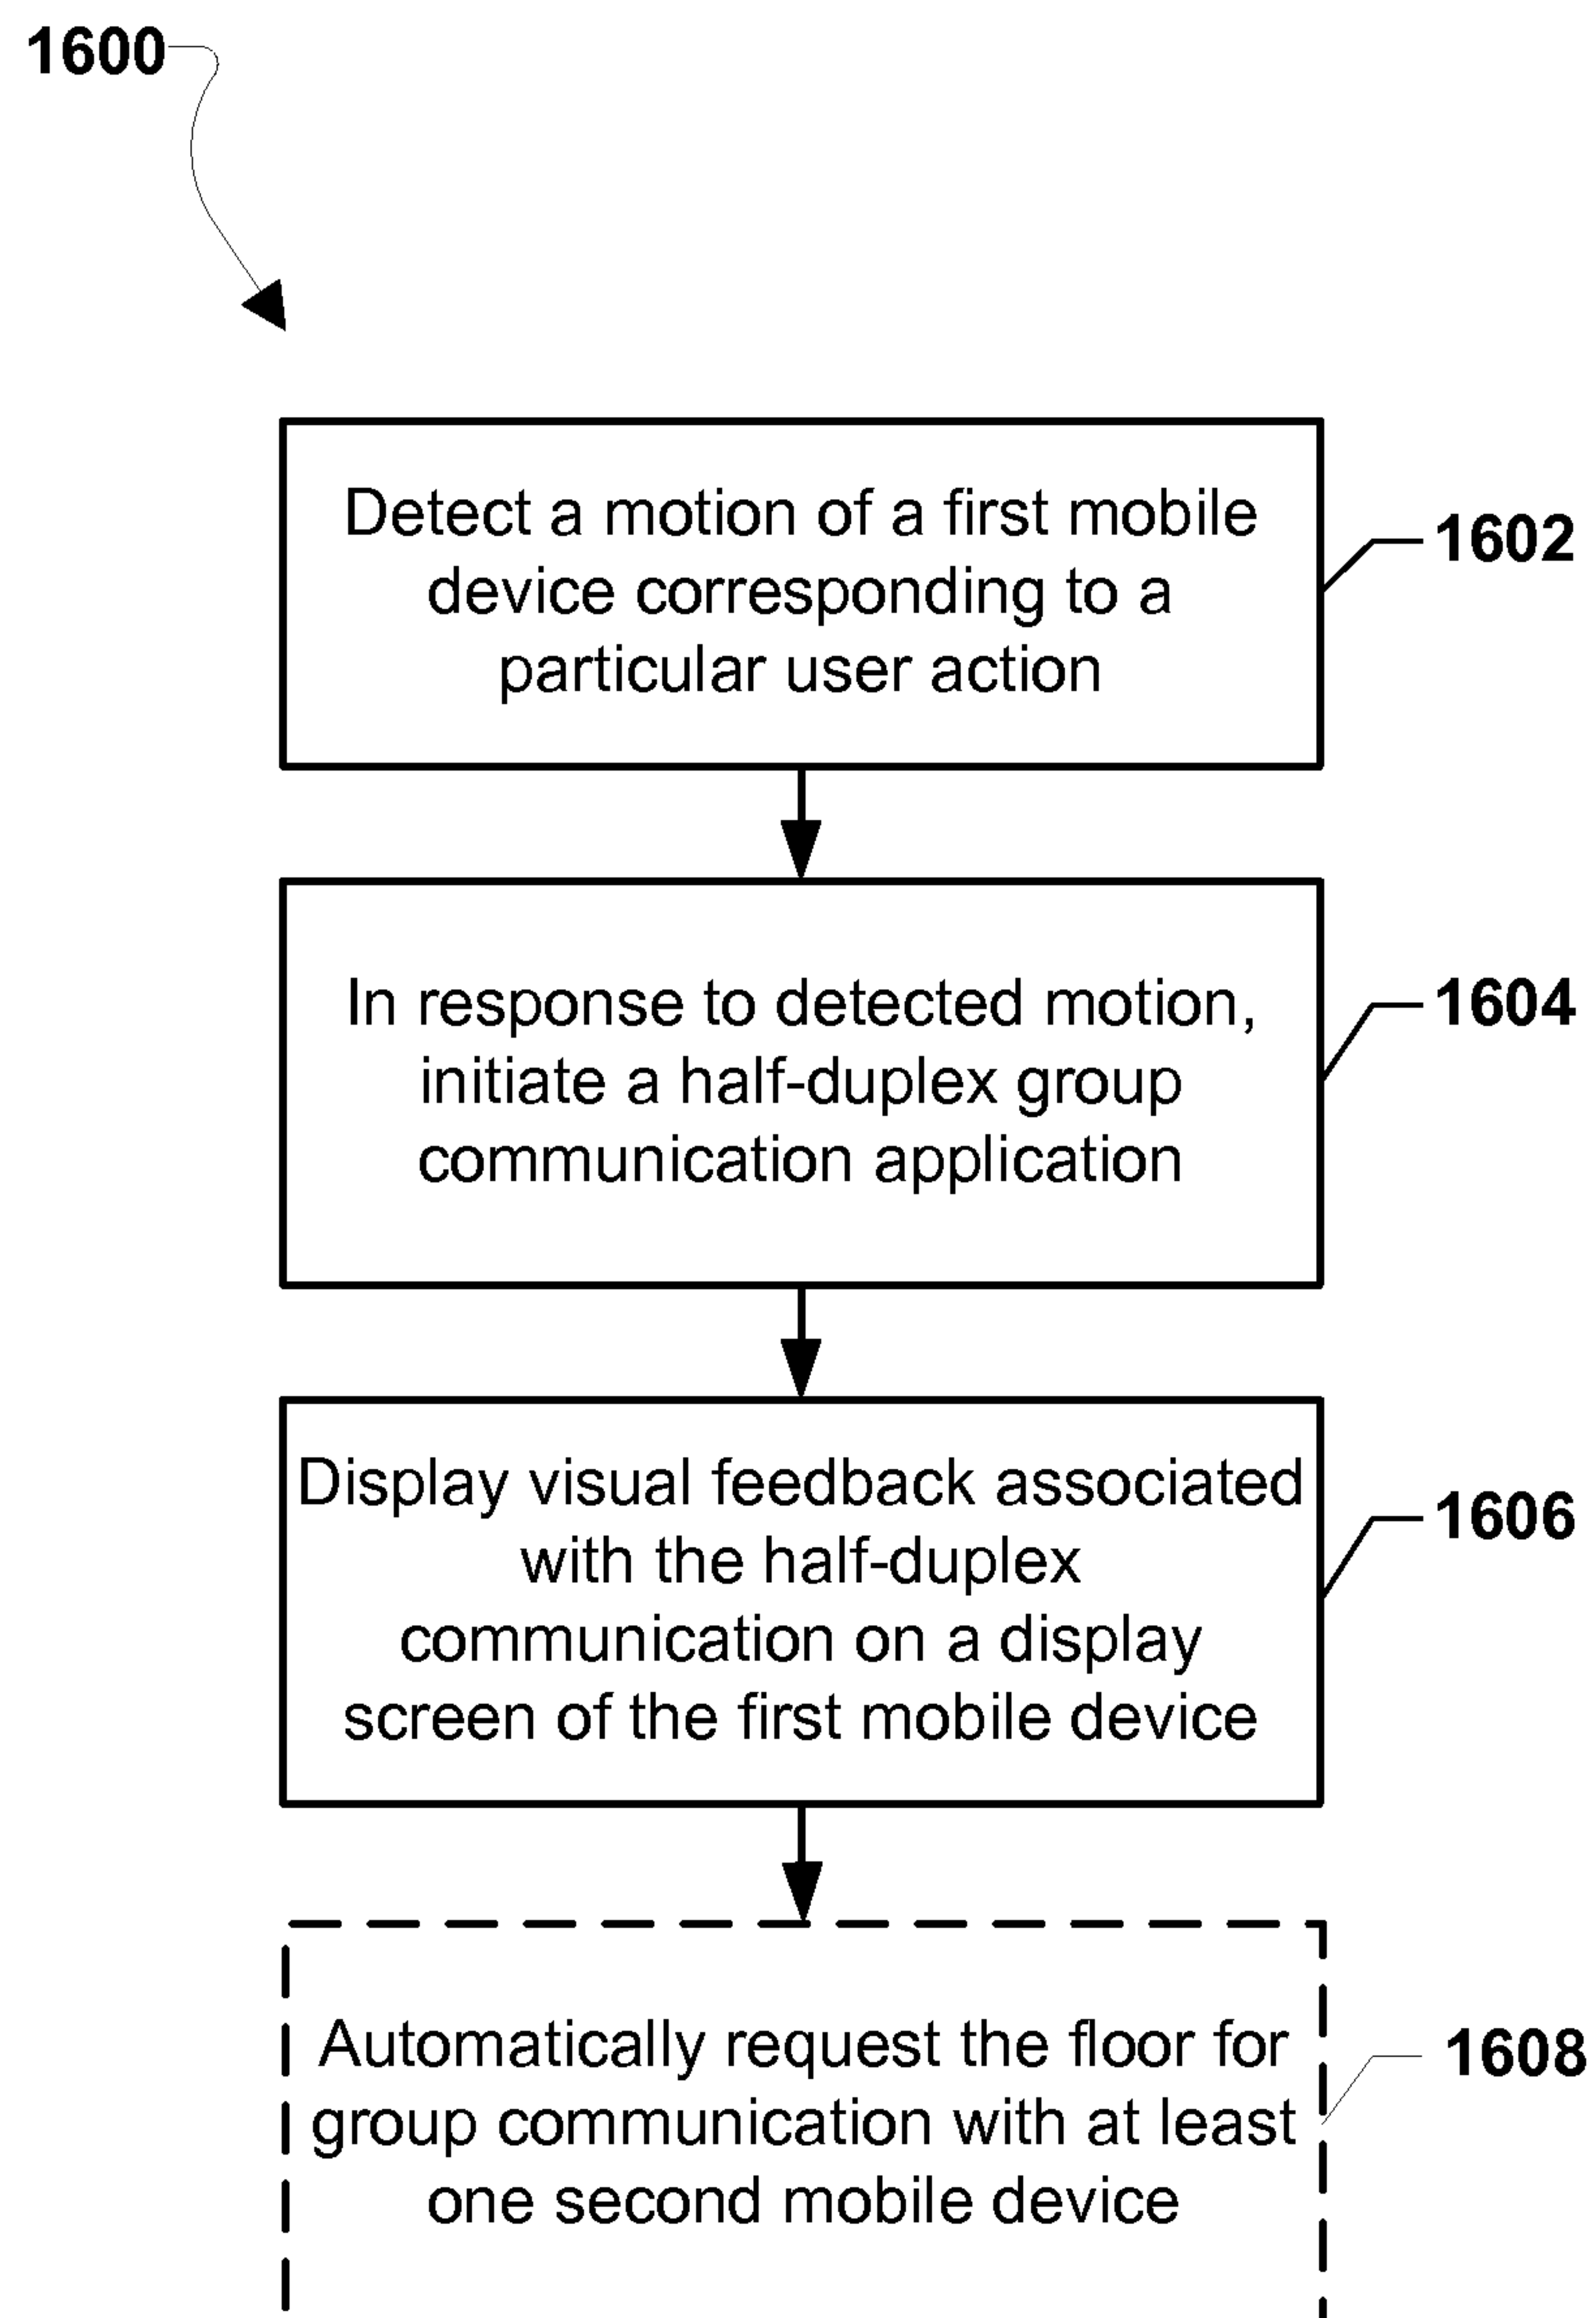 1600
Detect a motion of a first mobile
device corresponding to a
particular user action
1602
In response to detected motion,
initiate a half-duplex group
communication application
1604
Display visual feedback associated
with the half-duplex
communication on a display
screen of the first mobile device
1606
Automatically request the floor for
group communication with at least
one second mobile device
1608